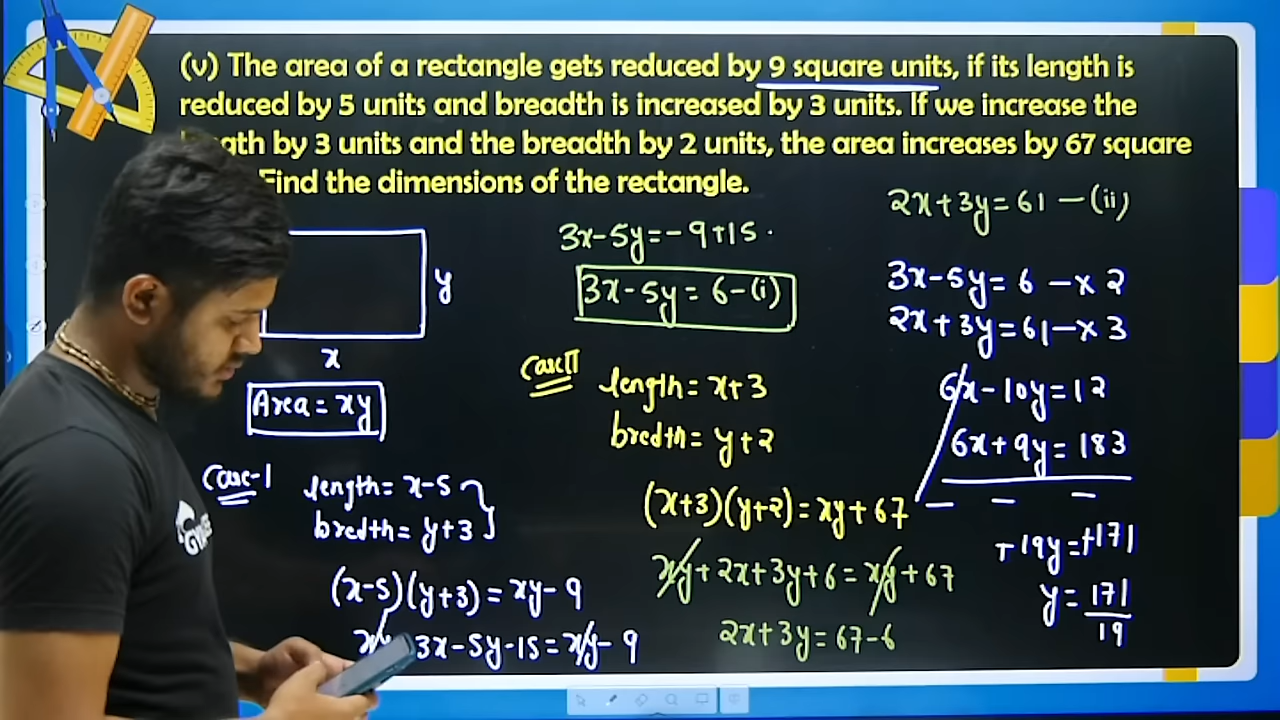 (v) The area of a rectangle gets reduced by 9 square units, if its length is
reduced by 5 units and breadth is increased by 3 units. If we increase the
by 3 units and the breadth by 2 units, the area increases by 67 square
Find the dimensions of the rectangle.
y
x
Area = xy
Case-I
length = x-5
bredth = y+3
(x-5)(y+3) = xy-9
3x-5y-15 = xy-9
3x-5y=-9+15.
3x-5y=6-(i)
Case II
length = x+3
bredth = y+2
(x+3)(y+2) = xy+67
xy+2x+3y+6 = xy+67
2x+3y = 67-6
2x+3y=61-(ii)
3x-5y=6-x2
2x+3y=61-x3
6x-10y=12
6x+9y=183
- - -
+19y=+171
y=171/19